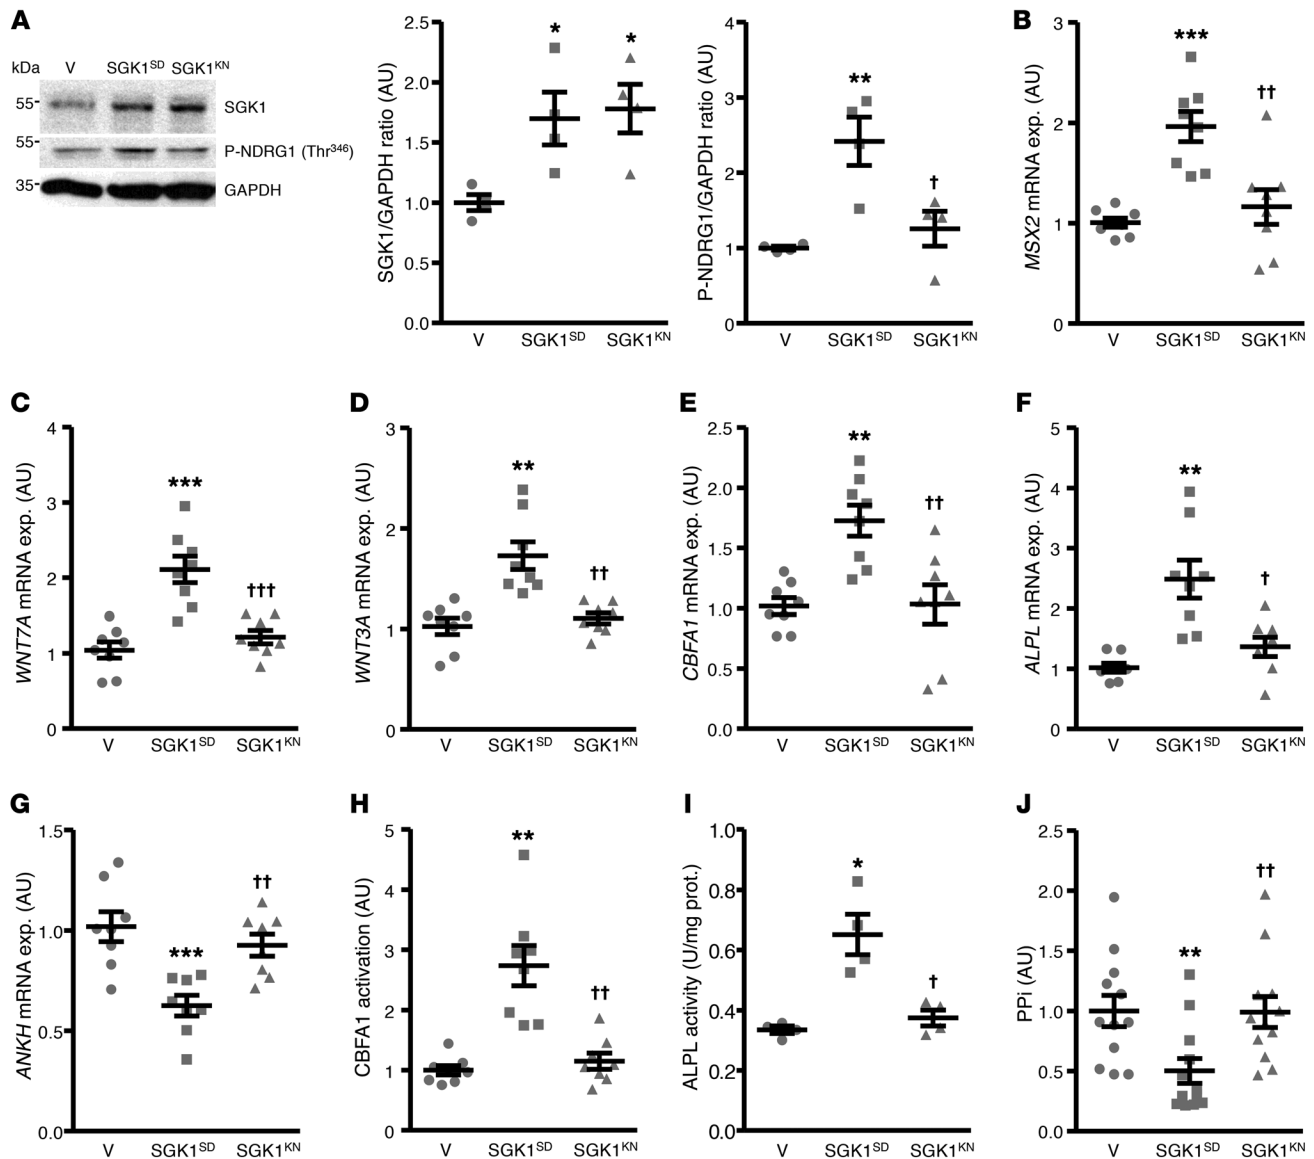 A
kDa V SGK1SD SGK1KN
55- SGK1
55- P-NDRG1 (Thr346)
35- GAPDH
SGK1/GAPDH ratio (AU)
2.5
2.0
1.5
1.0
0.5
0.0
* *
V SGK1SD SGK1KN
P-NDRG1/GAPDH ratio (AU)
4
3
2
1
0
** †
V SGK1SD SGK1KN
B
MSX2 mRNA exp. (AU)
3
2
1
0
*** ††
V SGK1SD SGK1KN
C
WNT7A mRNA exp. (AU)
4
3
2
1
0
*** †††
V SGK1SD SGK1KN
D
WNT3A mRNA exp. (AU)
3
2
1
0
** ††
V SGK1SD SGK1KN
E
CBFA1 mRNA exp. (AU)
2.5
2.0
1.5
1.0
0.5
0.0
** ††
V SGK1SD SGK1KN
F
ALPL mRNA exp. (AU)
5
4
3
2
1
0
** †
V SGK1SD SGK1KN
G
ANKH mRNA exp. (AU)
1.5
1.0
0.5
0.0
*** ††
V SGK1SD SGK1KN
H
CBFA1 activation (AU)
5
4
3
2
1
0
** ††
V SGK1SD SGK1KN
I
ALPL activity (U/mg prot.)
1.0
0.8
0.6
0.4
0.2
0.0
* †
V SGK1SD SGK1KN
J
PPi (AU)
2.5
2.0
1.5
1.0
0.5
0.0
** ††
V SGK1SD SGK1KN